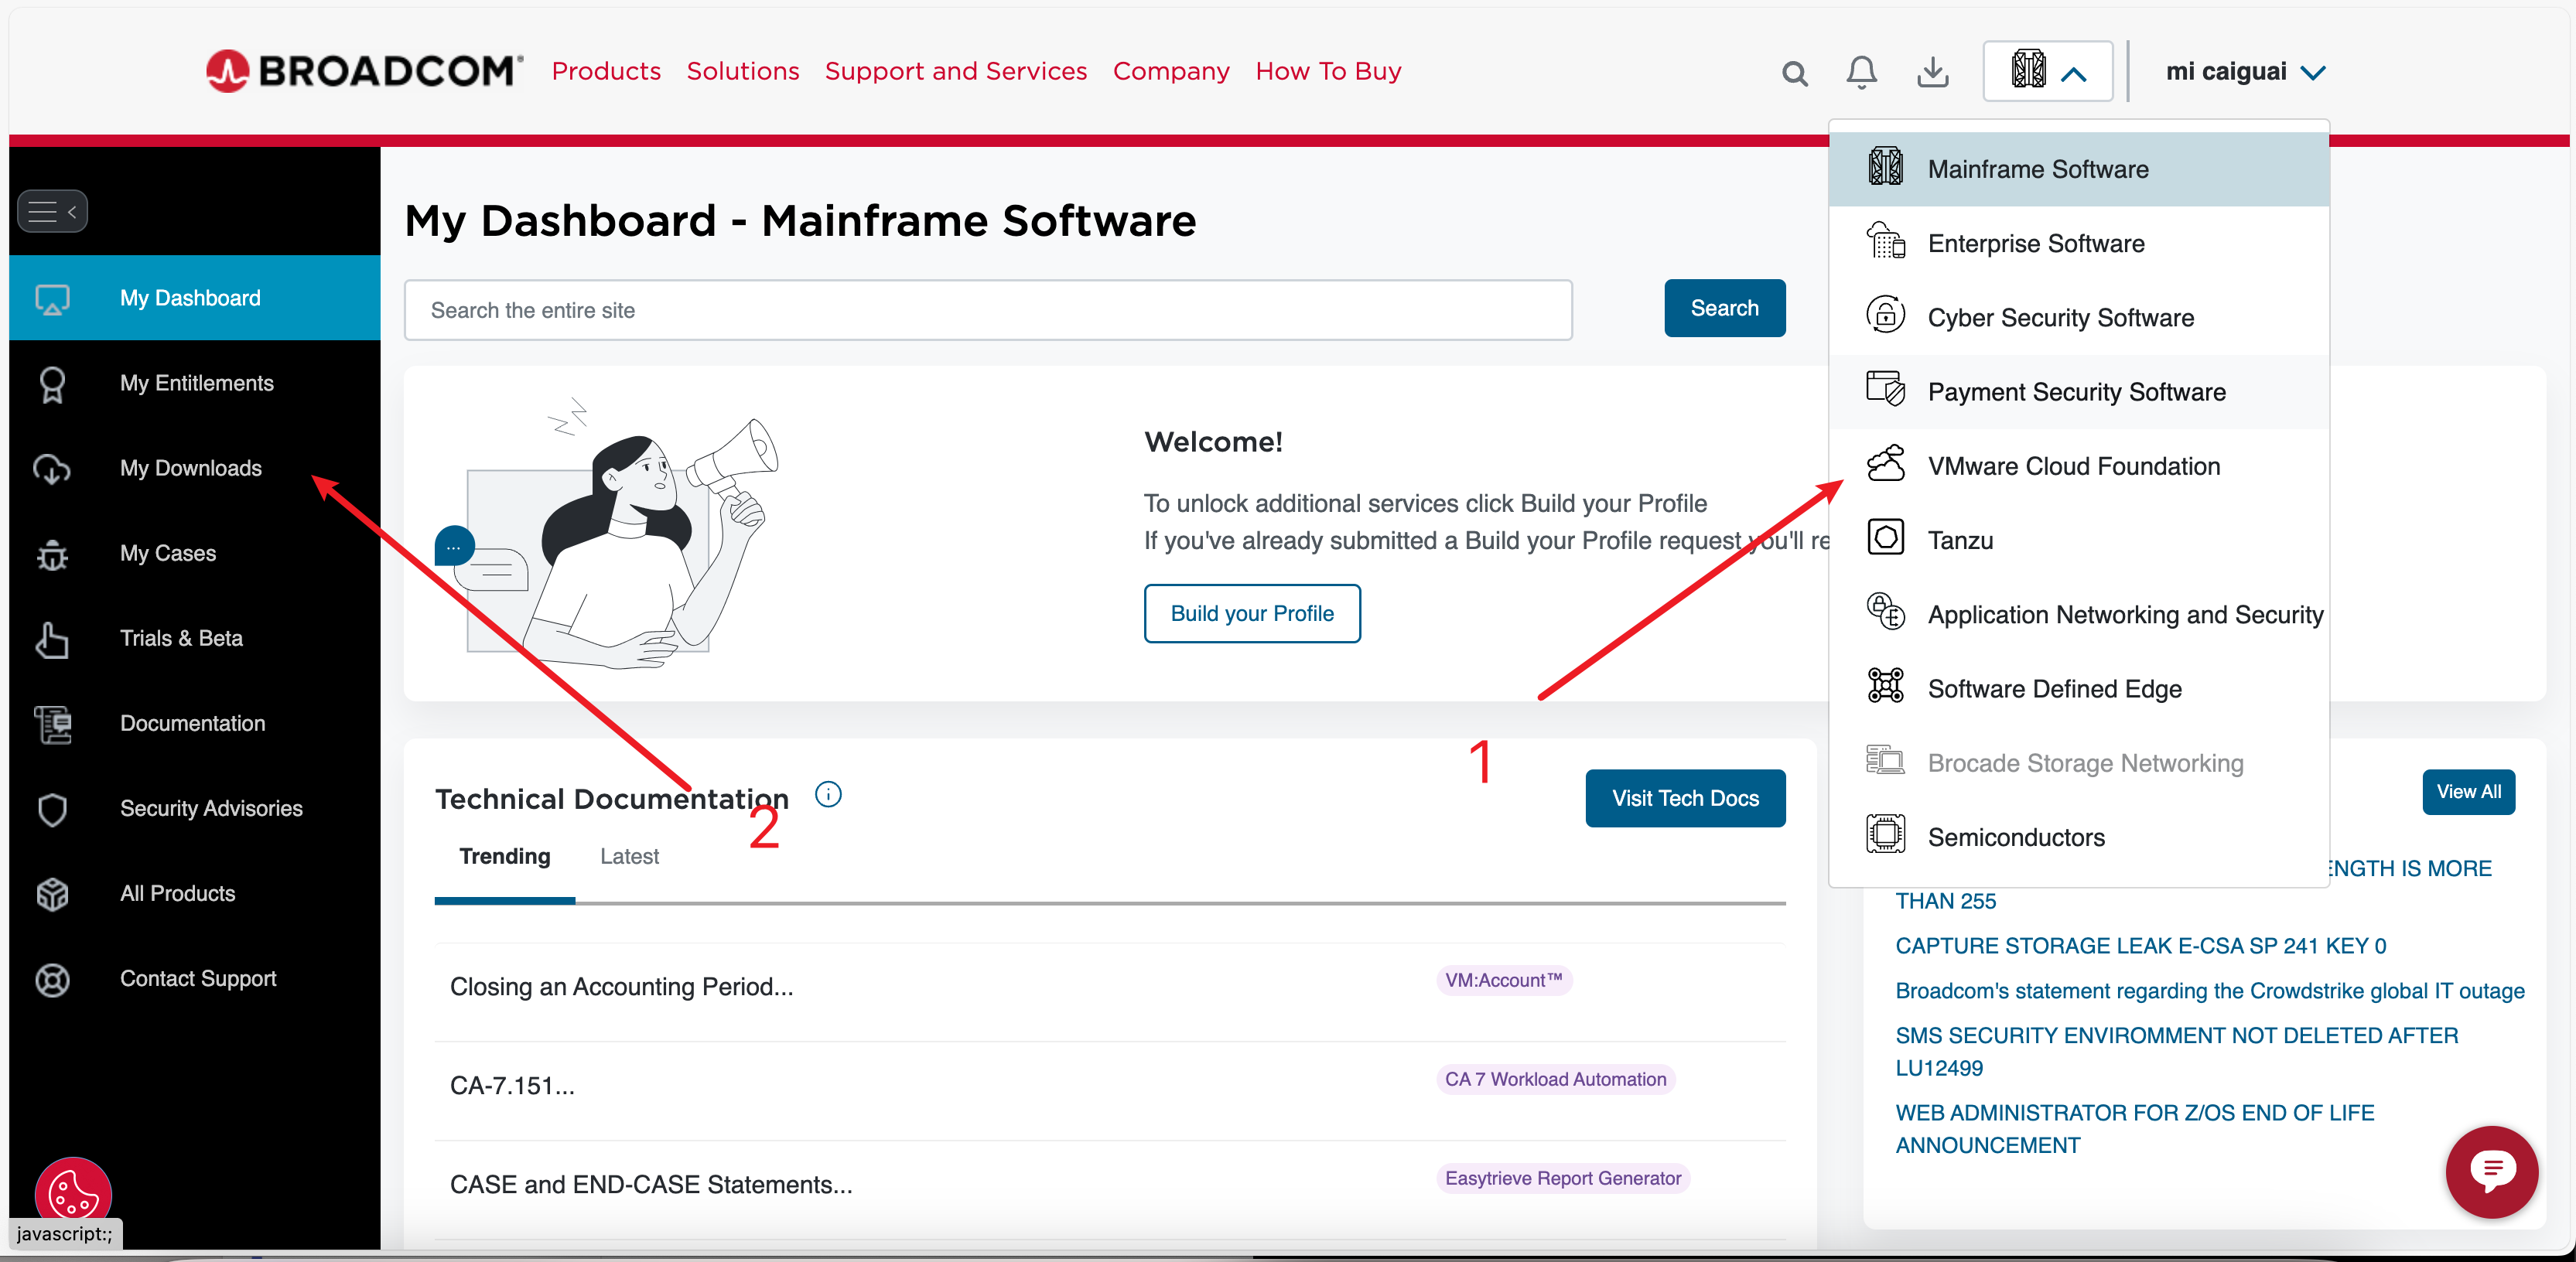 BROADCOM®
Products
Solutions
Support and Services
Company
How To Buy
mi caiguai
My Dashboard
My Entitlements
My Downloads
My Cases
Trials & Beta
Documentation
Security Advisories
All Products
Contact Support
javascript:;
My Dashboard - Mainframe Software
Search the entire site
Search
Welcome!
To unlock additional services click Build your Profile
If you've already submitted a Build your Profile request you'll re
Build your Profile
1
2
Technical Documentation
Visit Tech Docs
Trending
Latest
Closing an Accounting Period...
VM:Account™
CA-7.151...
CA 7 Workload Automation
CASE and END-CASE Statements...
Easytrieve Report Generator
Mainframe Software
Enterprise Software
Cyber Security Software
Payment Security Software
VMware Cloud Foundation
Tanzu
Application Networking and Security
Software Defined Edge
Brocade Storage Networking
Semiconductors
View All
IS MORE
THAN 255
CAPTURE STORAGE LEAK E-CSA SP 241 KEY 0
Broadcom's statement regarding the Crowdstrike global IT outage
SMS SECURITY ENVIROMMENT NOT DELETED AFTER
LU12499
WEB ADMINISTRATOR FOR Z/OS END OF LIFE
ANNOUNCEMENT